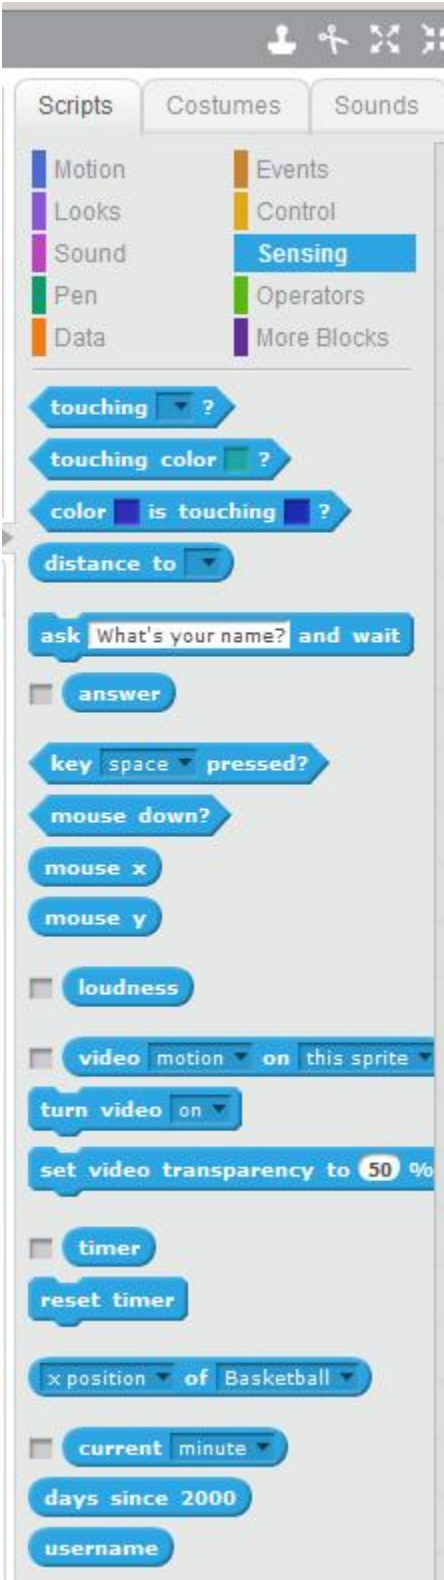 Scripts Costumes Sounds
Motion Events
Looks Control
Sound Sensing
Pen Operators
Data More Blocks
touching ?
touching color ?
color is touching ?
distance to
ask What's your name? and wait
answer
key space pressed?
mouse down?
mouse x
mouse y
loudness
video motion on this sprite
turn video on
set video transparency to 50 %
timer
reset timer
x position of Basketball
current minute
days since 2000
username